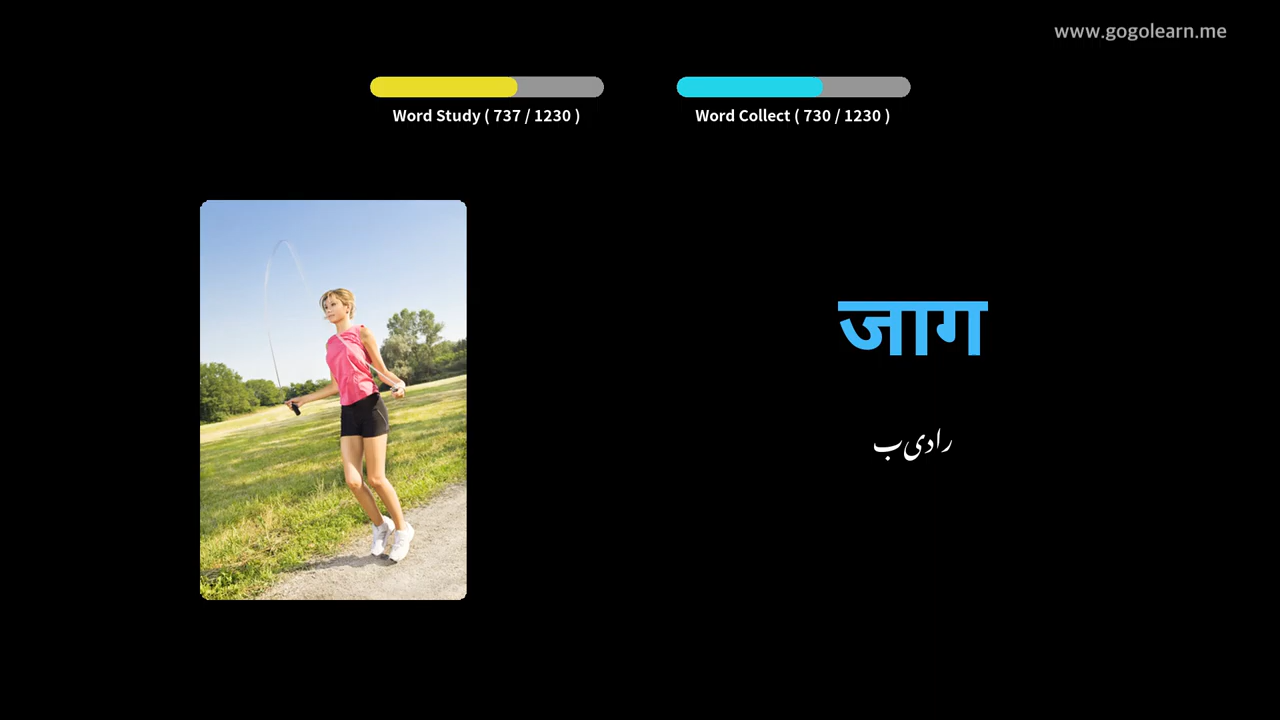 www.gogolearn.me
Word Study ( 737 / 1230 )
Word Collect ( 730 / 1230 )
जाग
رادی‌ب